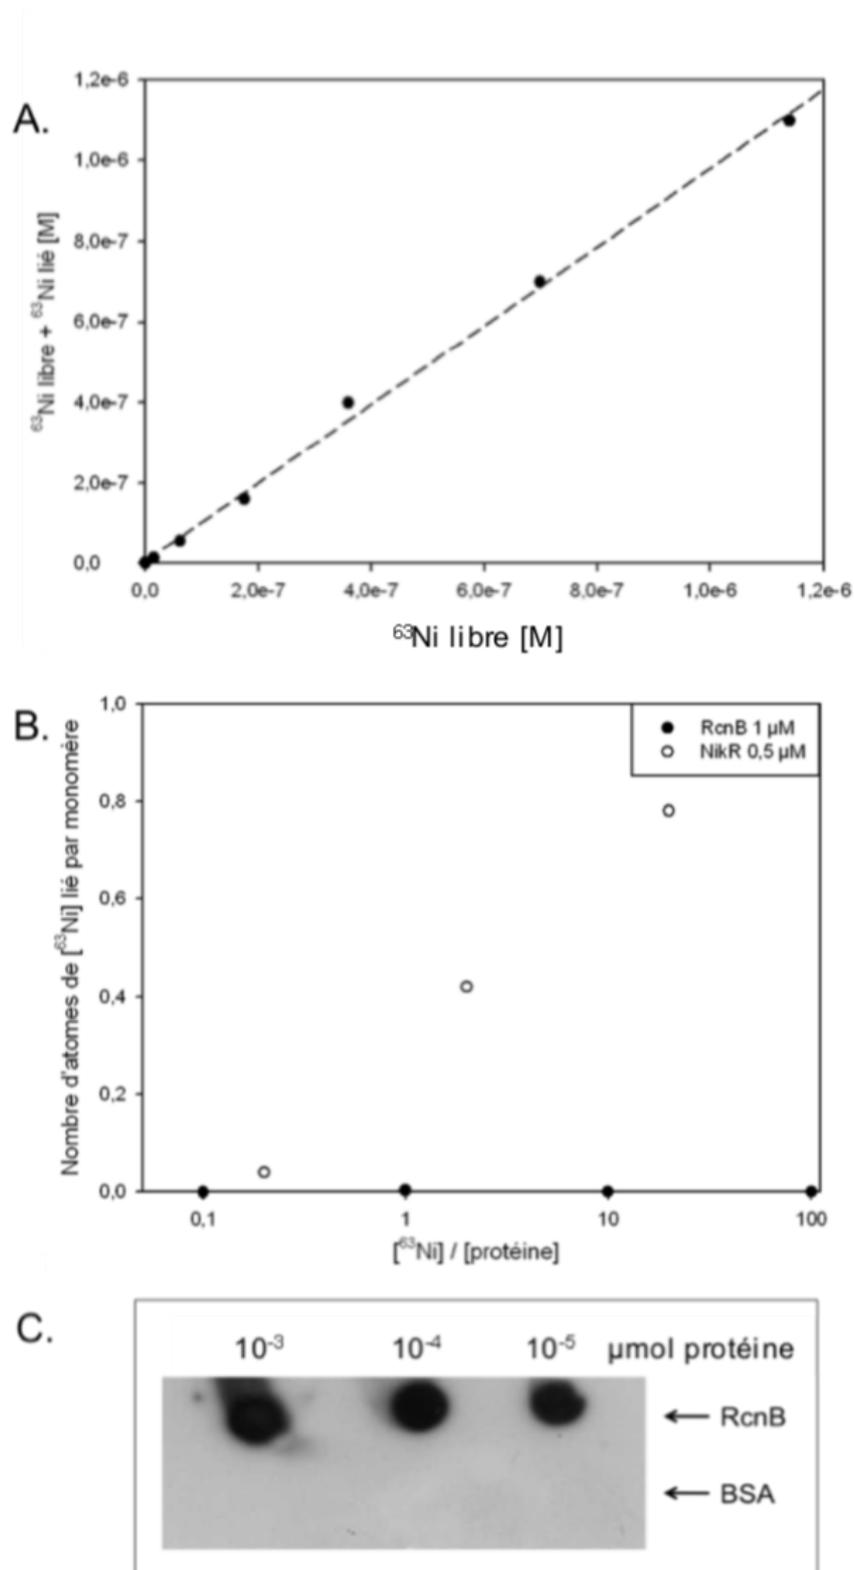 A.
⁶³Ni libre + ⁶³Ni lié [M]
1,2e-6
1,0e-6
8,0e-7
6,0e-7
4,0e-7
2,0e-7
0,0
0,0 2,0e-7 4,0e-7 6,0e-7 8,0e-7 1,0e-6 1,2e-6
⁶³Ni libre [M]
B.
Nombre d'atomes de [⁶³Ni] lié par monomère
1,0
0,8
0,6
0,4
0,2
0,0
RcnB 1 µM
NikR 0,5 µM
0,1 1 10 100
[⁶³Ni] / [protéine]
C.
10⁻³ 10⁻⁴ 10⁻⁵ µmol protéine
← RcnB
← BSA